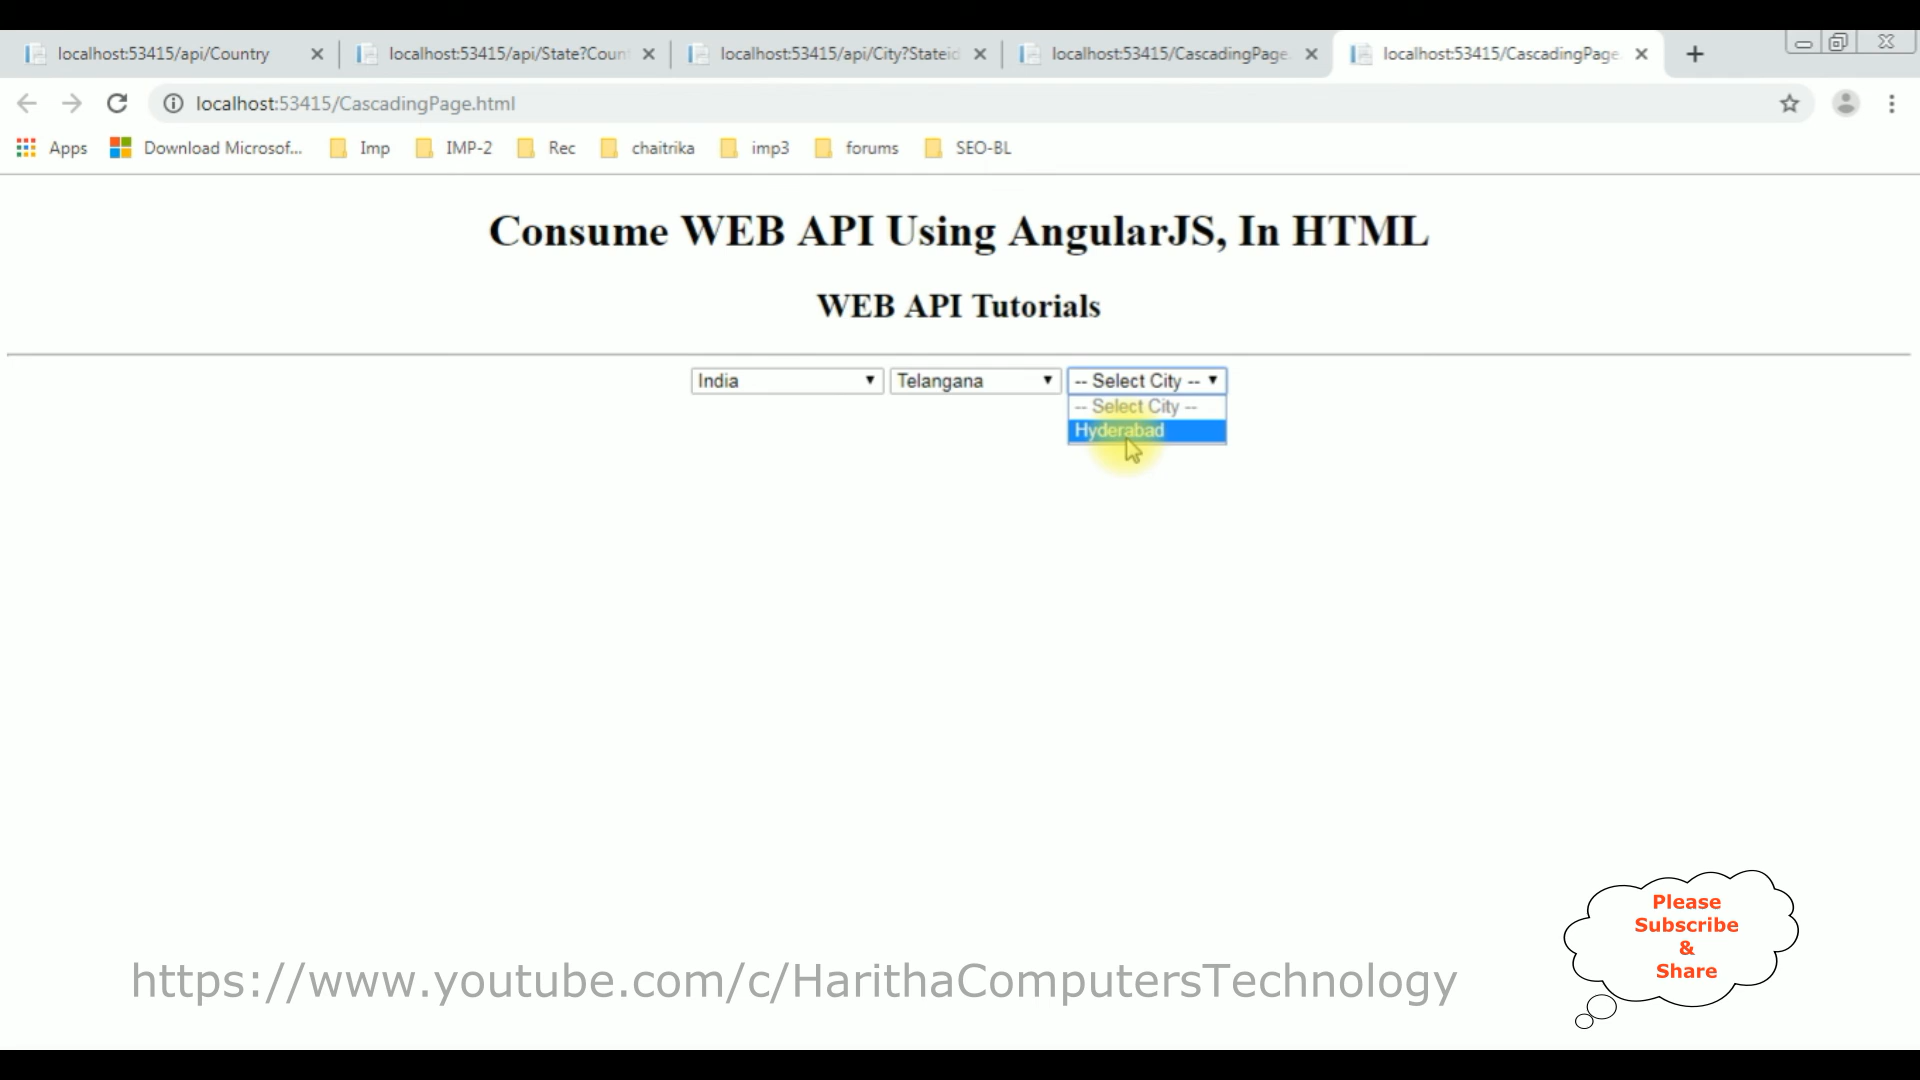 localhost:53415/api/Country
localhost:53415/api/State?Coun
localhost:53415/api/City?Stateid
localhost:53415/CascadingPage.
localhost:53415/CascadingPage.
localhost:53415/CascadingPage.html
Apps
Download Microsof...
Imp
IMP-2
Rec
chaitrika
imp3
forums
SEO-BL
Consume WEB API Using AngularJS, In HTML
WEB API Tutorials
India
Telangana
-- Select City --
-- Select City --
Hyderabad
Please
Subscribe
&
Share
https://www.youtube.com/c/HarithaComputersTechnology